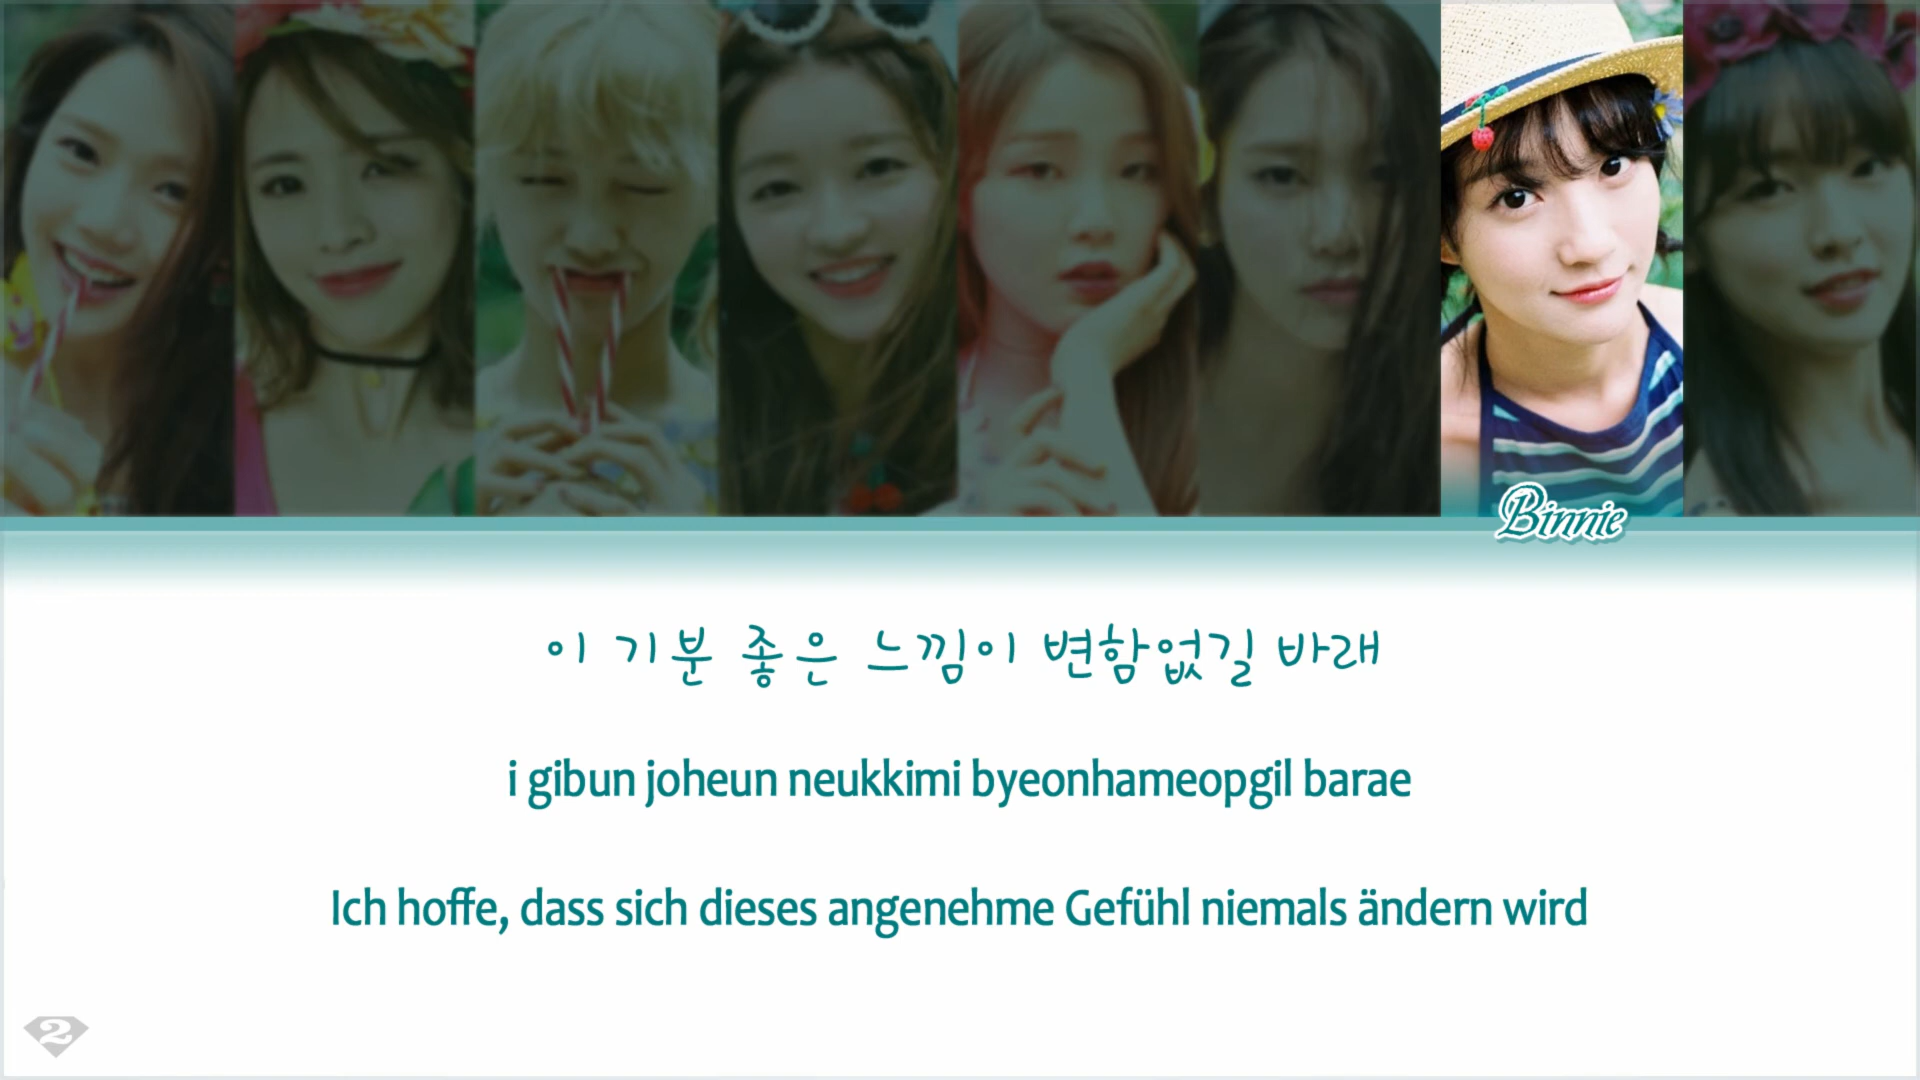 Binnie
이 기분 좋은 느낌이 변함없길 바래
i gibun joheun neukkimi byeonhameopgil barae
Ich hoffe, dass sich dieses angenehme Gefühl niemals ändern wird
2